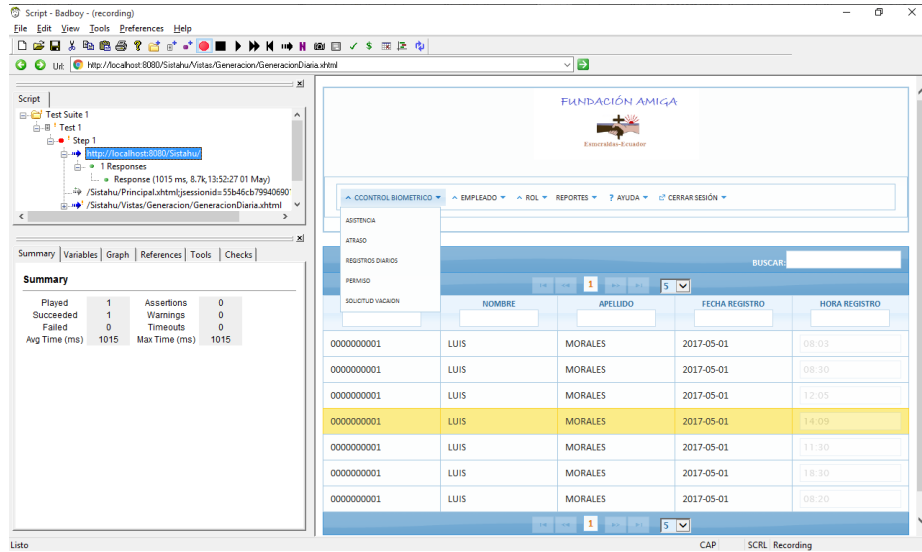 Script - Badboy - (recording)
File Edit View Tools Preferences Help
Url: http://localhost:8080/Sistahu/Vistas/Generacion/GeneracionDiaria.xhtml
Script
Test Suite 1
Test 1
Step 1
http://localhost:8080/Sistahu/
1 Responses
Response (1015 ms, 8.7k,13:52:27 01 May)
/Sistahu/Principal.xhtml;jsessionid=55b46cb79940690
/Sistahu/Vistas/Generacion/GeneracionDiaria.xhtml
Summary Variables Graph References Tools Checks
Summary
Played 1 Assertions 0
Succeeded 1 Warnings 0
Failed 0 Timeouts 0
Avg Time (ms) 1015 Max Time (ms) 1015
FUNDACIÓN AMIGA
Esmeraldas-Ecuador
CCONTROL BIOMETRICO EMPLEADO ROL REPORTES ? AYUDA CERRAR SESIÓN
ASISTENCIA
ATRASO
REGISTROS DIARIOS
PERMISO
SOLICITUD VACAION
BUSCAR:
1 5
NOMBRE APELLIDO FECHA REGISTRO HORA REGISTRO
0000000001 LUIS MORALES 2017-05-01 08:03
0000000001 LUIS MORALES 2017-05-01 08:30
0000000001 LUIS MORALES 2017-05-01 12:05
0000000001 LUIS MORALES 2017-05-01 14:09
0000000001 LUIS MORALES 2017-05-01 11:30
0000000001 LUIS MORALES 2017-05-01 18:30
0000000001 LUIS MORALES 2017-05-01 08:20
1 5
Listo CAP SCRL Recording